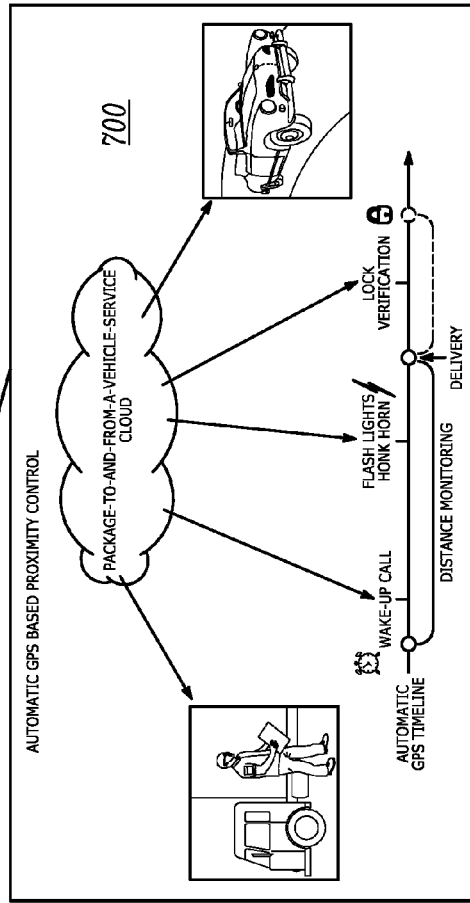 AUTOMATIC GPS BASED PROXIMITY CONTROL
700
PACKAGE-TO-AND-FROM-A-VEHICLE-SERVICE
CLOUD
WAKE-UP CALL
FLASH LIGHTS
HONK HORN
LOCK
VERIFICATION
AUTOMATIC
GPS TIMELINE
DISTANCE MONITORING
DELIVERY